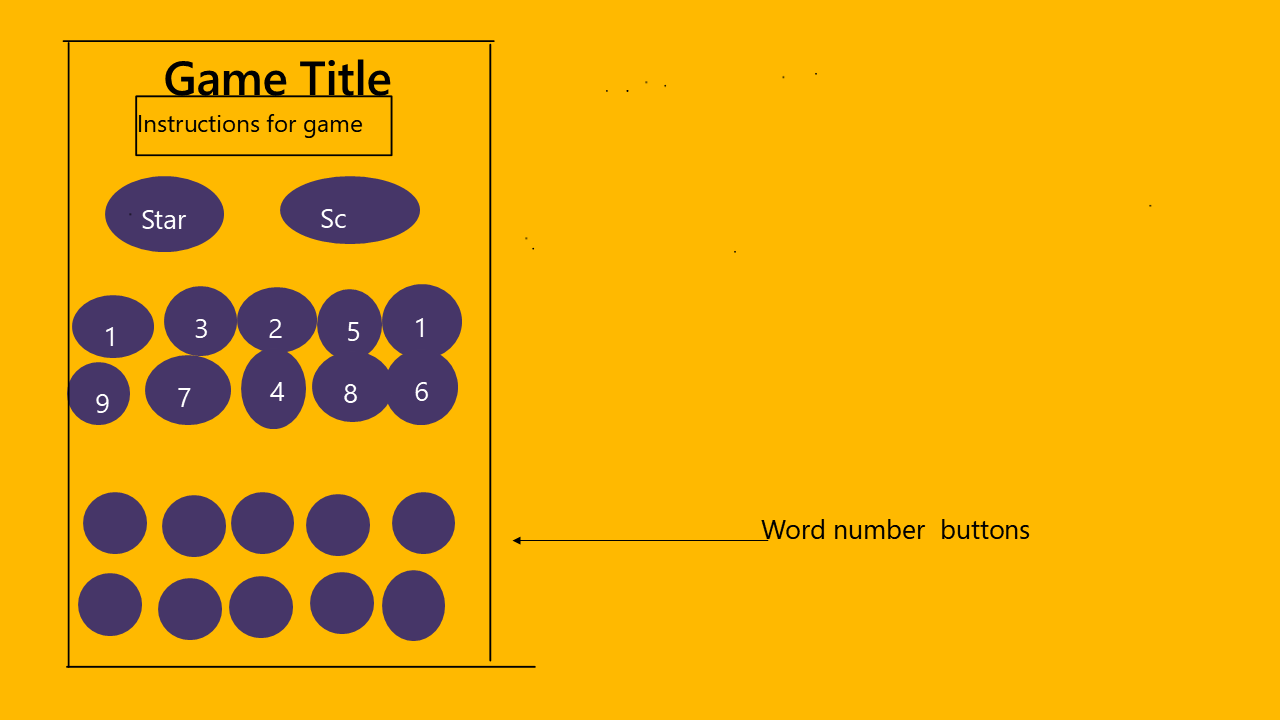 Game Title
Instructions for game
Star Sc
1 3 2 5 1
9 7 4 8 6
Word number  buttons